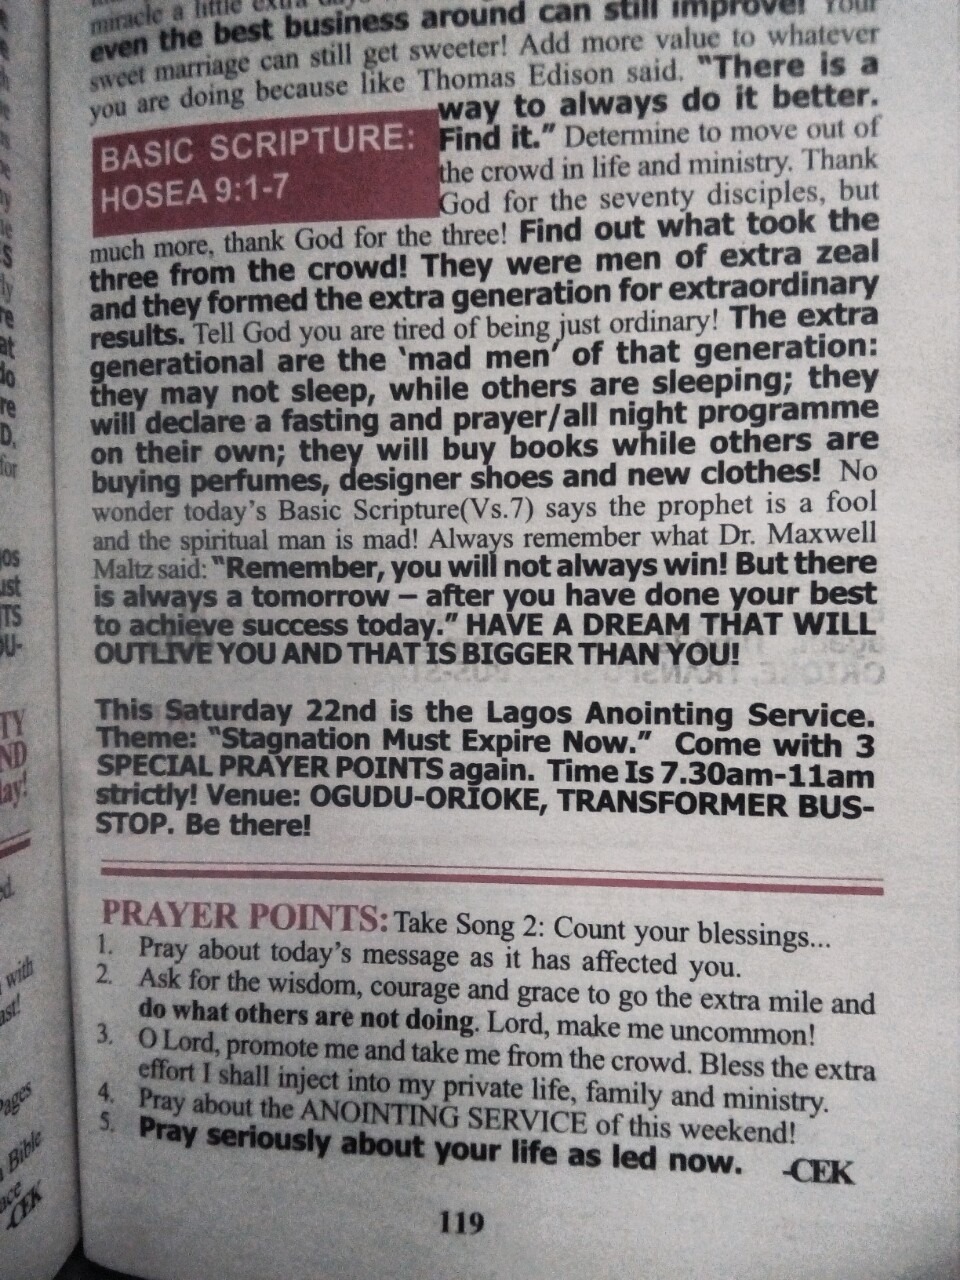 miracle a little extra
even the best business around can still improve! Your
sweet marriage can still get sweeter! Add more value to whatever
you are doing because like Thomas Edison said, "There is a
way to always do it better.
BASIC SCRIPTURE:
HOSEA 9:1-7
Find it." Determine to move out of
the crowd in life and ministry. Thank
God for the seventy disciples, but
much more, thank God for the three! Find out what took the
three from the crowd! They were men of extra zeal
and they formed the extra generation for extraordinary
results. Tell God you are tired of being just ordinary! The extra
generational are the 'mad men' of that generation:
they may not sleep, while others are sleeping; they
will declare a fasting and prayer/all night programme
on their own; they will buy books while others are
buying perfumes, designer shoes and new clothes! No
wonder today's Basic Scripture(Vs.7) says the prophet is a fool
and the spiritual man is mad! Always remember what Dr. Maxwell
Maltz said: "Remember, you will not always win! But there
is always a tomorrow – after you have done your best
to achieve success today." HAVE A DREAM THAT WILL
OUTLIVE YOU AND THAT IS BIGGER THAN YOU!
This Saturday 22nd is the Lagos Anointing Service.
Theme: "Stagnation Must Expire Now." Come with 3
SPECIAL PRAYER POINTS again. Time Is 7.30am-11am
strictly! Venue: OGUDU-ORIOKE, TRANSFORMER BUS-
STOP. Be there!
PRAYER POINTS: Take Song 2: Count your blessings...
1. Pray about today's message as it has affected you.
2. Ask for the wisdom, courage and grace to go the extra mile and
do what others are not doing. Lord, make me uncommon!
3. O Lord, promote me and take me from the crowd. Bless the extra
effort I shall inject into my private life, family and ministry.
4. Pray about the ANOINTING SERVICE of this weekend!
5. Pray seriously about your life as led now. -CEK
119